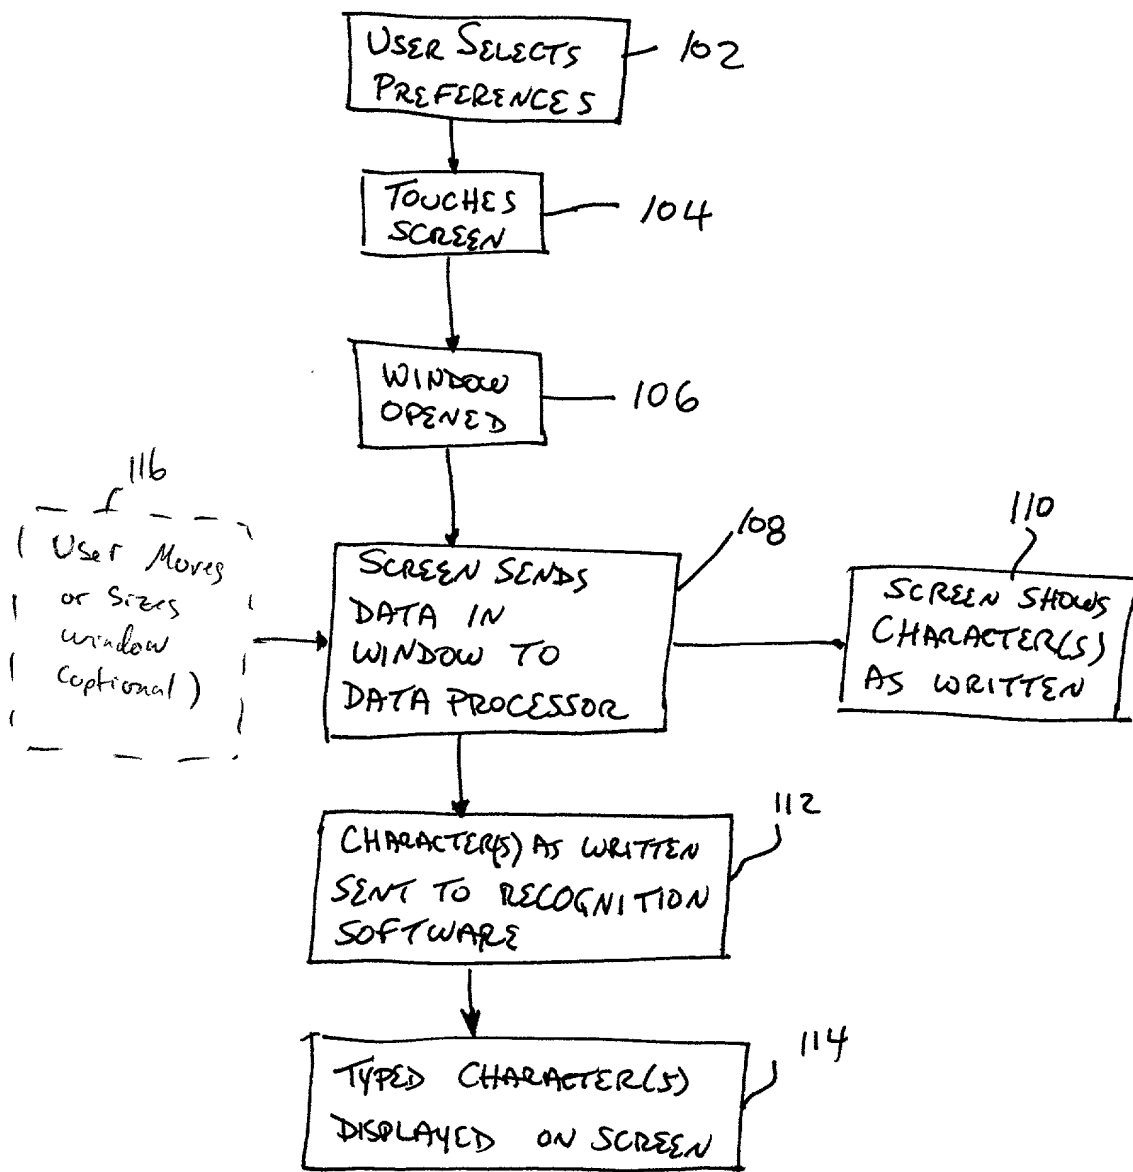 USER SELECTS
PREFERENCES
102
TOUCHES
SCREEN
104
WINDOW
OPENED
106
116
User Moves
or Sizes
window
(optional)
SCREEN SENDS
DATA IN
WINDOW TO
DATA PROCESSOR
108
110
SCREEN SHOWS
CHARACTER(S)
AS WRITTEN
CHARACTER(S) AS WRITTEN
SENT TO RECOGNITION
SOFTWARE
112
TYPED CHARACTER(S)
DISPLAYED ON SCREEN
114